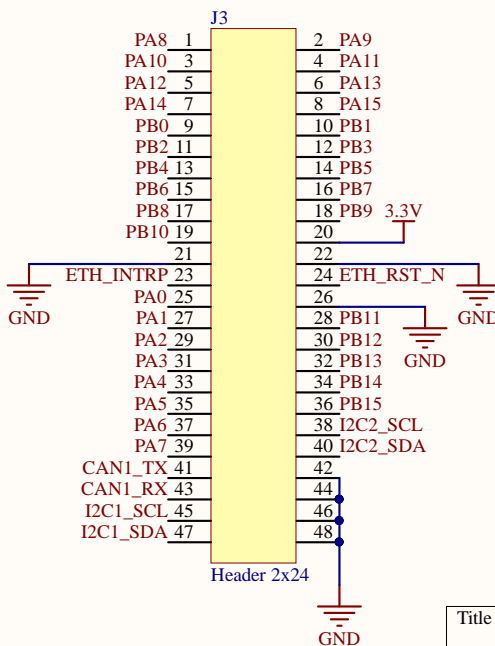 J3
PA8 1 2 PA9
PA10 3 4 PA11
PA12 5 6 PA13
PA14 7 8 PA15
PB0 9 10 PB1
PB2 11 12 PB3
PB4 13 14 PB5
PB6 15 16 PB7
PB8 17 18 PB9 3.3V
PB10 19 20
21 22
ETH_INTRP 23 24 ETH_RST_N
PA0 25 26
GND GND
PA1 27 28 PB11
GND
PA2 29 30 PB12
PA3 31 32 PB13
PA4 33 34 PB14
PA5 35 36 PB15
PA6 37 38 I2C2_SCL
PA7 39 40 I2C2_SDA
CAN1_TX 41 42
CAN1_RX 43 44
I2C1_SCL 45 46
I2C1_SDA 47 48
Header 2x24
Title
GND